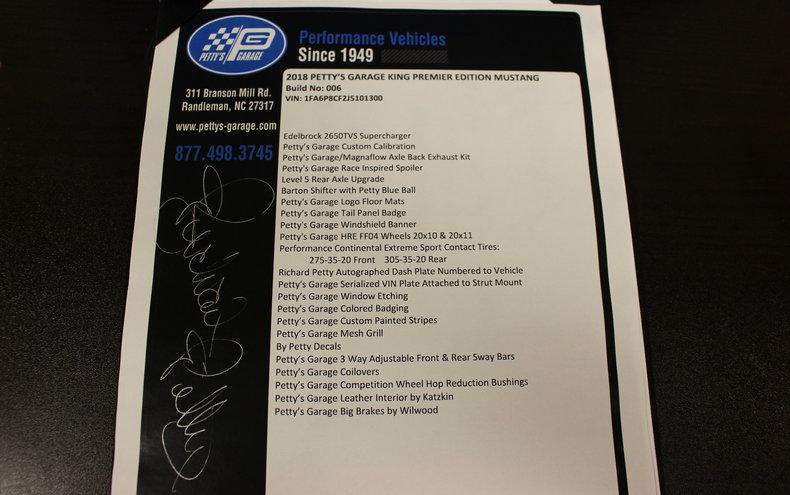 PETTY'S GARAGE
Performance Vehicles
Since 1949
311 Branson Mill Rd.
Randleman, NC 27317
www.pettys-garage.com
877.498.3745
Richard Petty
2018 PETTY'S GARAGE KING PREMIER EDITION MUSTANG
Build No: 006
VIN: 1FA6P8CF2J5101300
Edelbrock 2650TVS Supercharger
Petty's Garage Custom Calibration
Petty's Garage/Magnaflow Axle Back Exhaust Kit
Petty's Garage Race Inspired Spoiler
Level 5 Rear Axle Upgrade
Barton Shifter with Petty Blue Ball
Petty's Garage Logo Floor Mats
Petty's Garage Tail Panel Badge
Petty's Garage Windshield Banner
Petty's Garage HRE FF04 Wheels 20x10 & 20x11
Performance Continental Extreme Sport Contact Tires:
275-35-20 Front 305-35-20 Rear
Richard Petty Autographed Dash Plate Numbered to Vehicle
Petty's Garage Serialized VIN Plate Attached to Strut Mount
Petty's Garage Window Etching
Petty's Garage Colored Badging
Petty's Garage Custom Painted Stripes
Petty's Garage Mesh Grill
By Petty Decals
Petty's Garage 3 Way Adjustable Front & Rear Sway Bars
Petty's Garage Coilovers
Petty's Garage Competition Wheel Hop Reduction Bushings
Petty's Garage Leather Interior by Katzkin
Petty's Garage Big Brakes by Wilwood